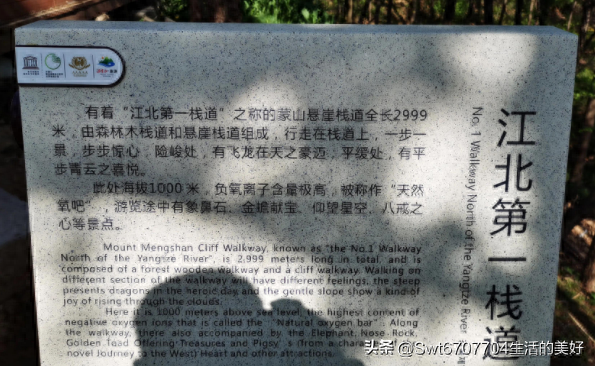 有着“江北第一栈道”之称的蒙山悬崖栈道全长2999
米，由森林木栈道和悬崖栈道组成，行走在栈道上，一步一
景，步步惊心。险峻处，有飞龙在天之豪迈；平缓处，有平
步青云之喜悦。
此处海拔1000米，负氧离子含量极高，被称作“天然
氧吧”，游览途中有象鼻石、金蟾献宝、仰望星空、八戒之
心等景点。
Mount Mengshan Cliff Walkway, known as "the No.1 Walkway
North of the Yangze River", is 2,999 meters long in total, and is
composed of a forest wooden walkway and a cliff walkway. Walking on
different section of the walkway will have different feelings, the steep
presents dragon in the heroic day and the gentle slope show a kind of
joy of rising through the clouds.
Here it is 1000 meters above sea level, the highest content of
negative oxygen ions that is called the "Natural oxygen bar". Along
the walkway, there also accompanied by the Elephant Nose Rock,
Golden Toad Offering Treasures and Pigsy's (from a character
novel Journey to the West) Heart and other attractions.
江北第一栈道
No.1 Walkway North of the Yangze River
头条 @Swt6707704生活的美好